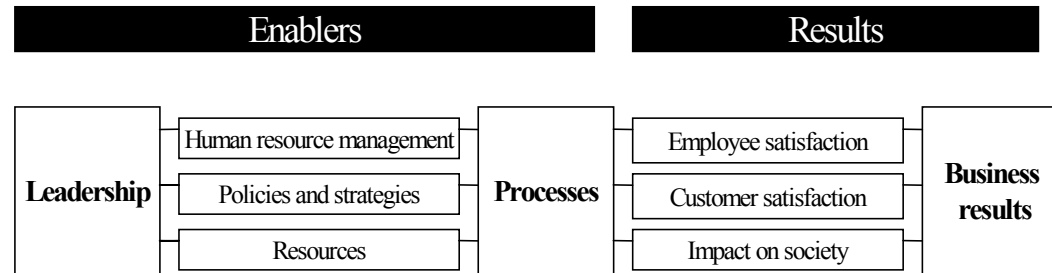 Enablers
Results
Leadership
Human resource management
Policies and strategies
Resources
Processes
Employee satisfaction
Customer satisfaction
Impact on society
Business
results